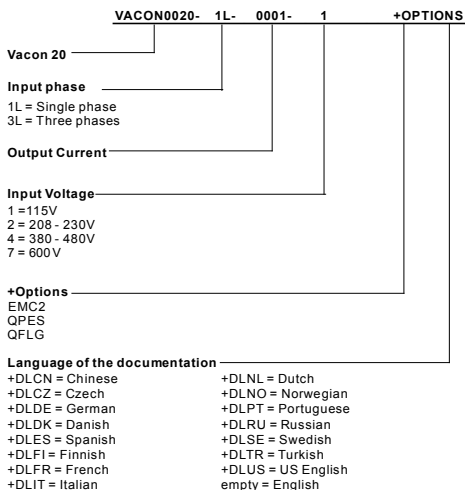 VACON0020- 1L- 0001- 1 +OPTIONS
Vacon 20
Input phase
1L = Single phase
3L = Three phases
Output Current
Input Voltage
1 =115V
2 = 208 - 230V
4 = 380 - 480V
7 = 600V
+Options
EMC2
QPES
QFLG
Language of the documentation
+DLCN = Chinese +DLNL = Dutch
+DLCZ = Czech +DLNO = Norwegian
+DLDE = German +DLPT = Portuguese
+DLDK = Danish +DLRU = Russian
+DLES = Spanish +DLSE = Swedish
+DLFI = Finnish +DLTR = Turkish
+DLFR = French +DLUS = US English
+DLIT = Italian empty = English